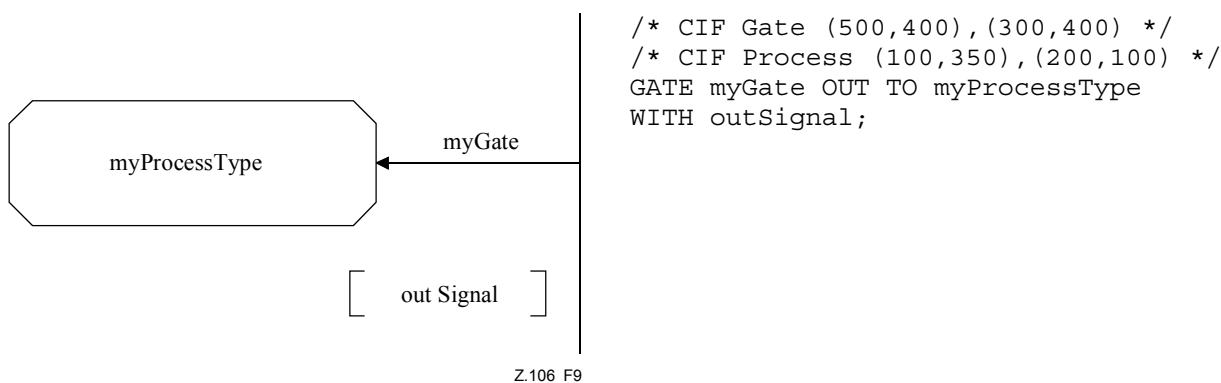 /* CIF Gate (500,400),(300,400) */
/* CIF Process (100,350),(200,100) */
GATE myGate OUT TO myProcessType
WITH outSignal;
myGate
myProcessType
out Signal
Z.106 F9